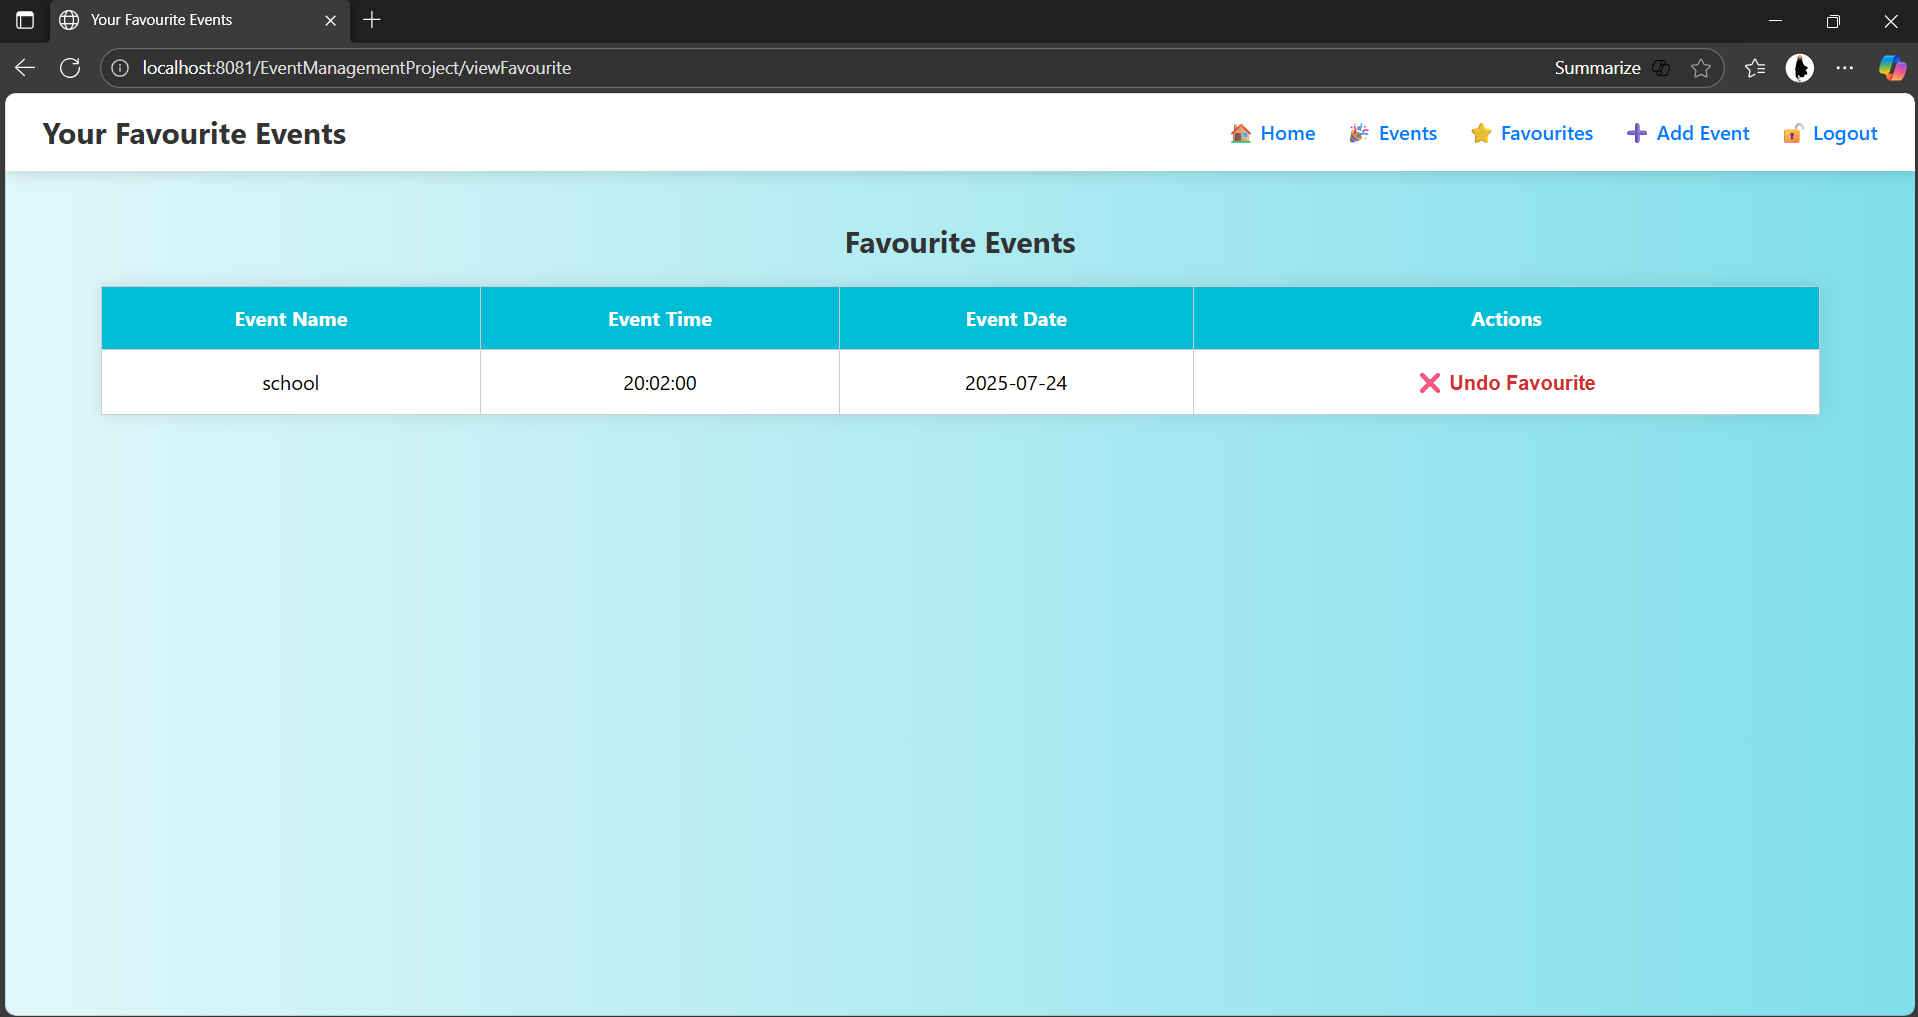 Your Favourite Events
localhost:8081/EventManagementProject/viewFavourite
Summarize
Your Favourite Events
Home Events Favourites Add Event Logout
Favourite Events
Event Name Event Time Event Date Actions
school 20:02:00 2025-07-24 Undo Favourite